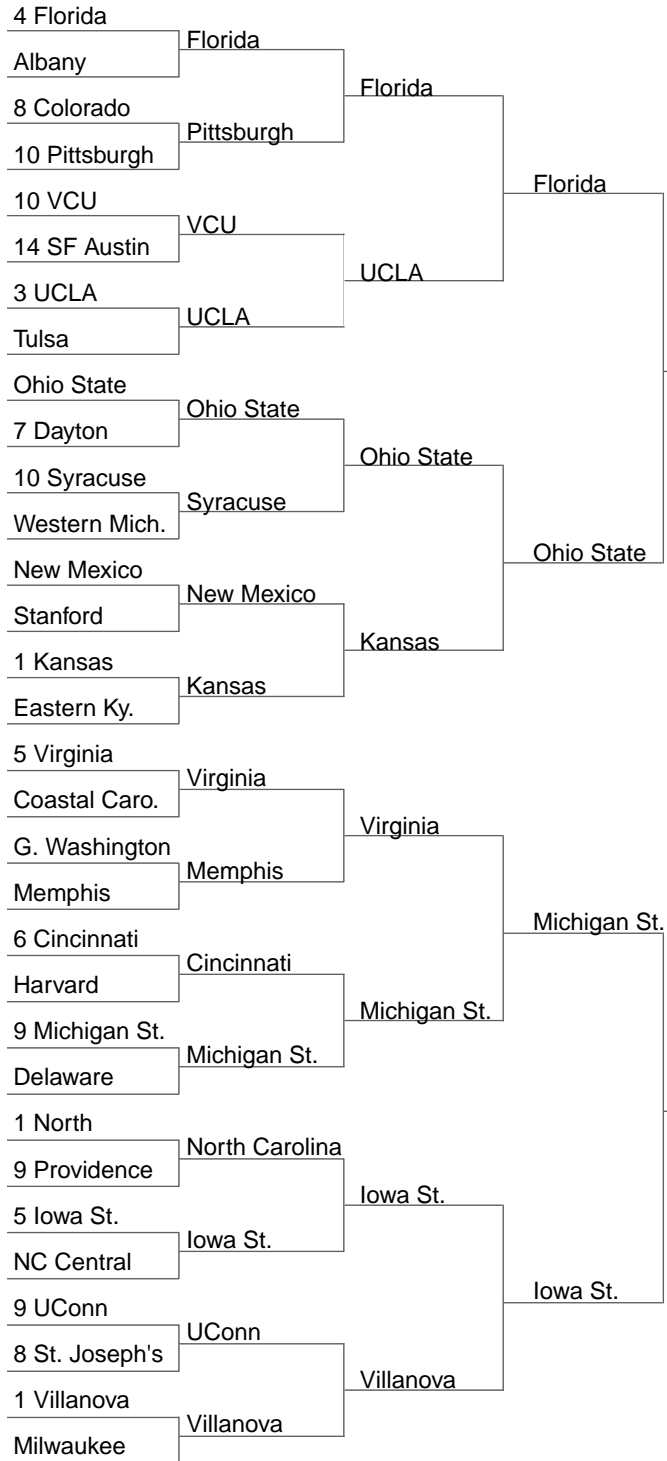 4 Florida
Albany
8 Colorado
10 Pittsburgh
10 VCU
14 SF Austin
3 UCLA
Tulsa
Ohio State
7 Dayton
10 Syracuse
Western Mich.
New Mexico
Stanford
1 Kansas
Eastern Ky.
5 Virginia
Coastal Caro.
G. Washington
Memphis
6 Cincinnati
Harvard
9 Michigan St.
Delaware
1 North
9 Providence
5 Iowa St.
NC Central
9 UConn
8 St. Joseph's
1 Villanova
Milwaukee
Florida
Pittsburgh
VCU
UCLA
Ohio State
Syracuse
New Mexico
Kansas
Virginia
Memphis
Cincinnati
Michigan St.
North Carolina
Iowa St.
UConn
Villanova
Florida
UCLA
Ohio State
Kansas
Virginia
Michigan St.
Iowa St.
Villanova
Florida
Ohio State
Michigan St.
Iowa St.